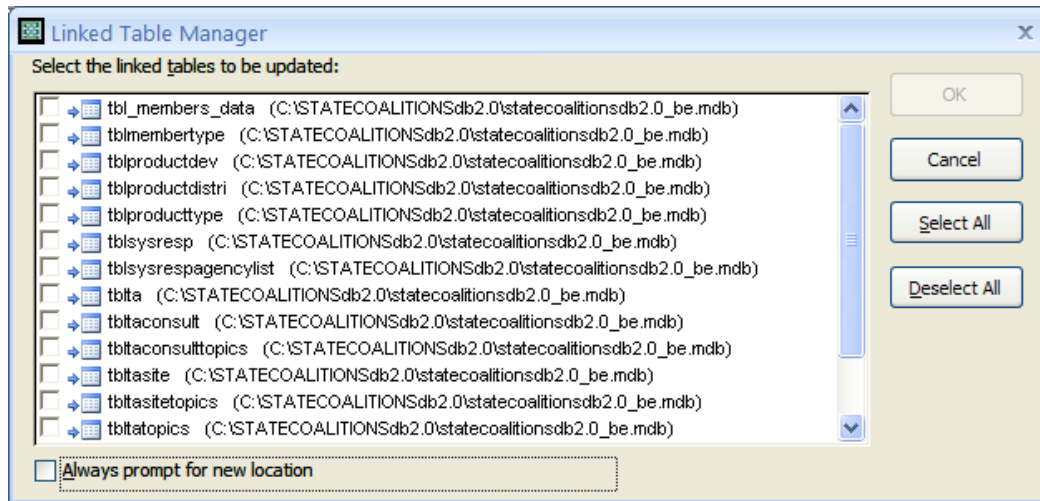 Linked Table Manager
Select the linked tables to be updated:
tbl_members_data (C:\STATECOALITIONSdb2.0\statecoalitionsdb2.0_be.mdb)
tblmembertype (C:\STATECOALITIONSdb2.0\statecoalitionsdb2.0_be.mdb)
tblproductdev (C:\STATECOALITIONSdb2.0\statecoalitionsdb2.0_be.mdb)
tblproductdistri (C:\STATECOALITIONSdb2.0\statecoalitionsdb2.0_be.mdb)
tblproducttype (C:\STATECOALITIONSdb2.0\statecoalitionsdb2.0_be.mdb)
tblsysresp (C:\STATECOALITIONSdb2.0\statecoalitionsdb2.0_be.mdb)
tblsysrespagencylist (C:\STATECOALITIONSdb2.0\statecoalitionsdb2.0_be.mdb)
tblta (C:\STATECOALITIONSdb2.0\statecoalitionsdb2.0_be.mdb)
tbltaconsult (C:\STATECOALITIONSdb2.0\statecoalitionsdb2.0_be.mdb)
tbltaconsulttopics (C:\STATECOALITIONSdb2.0\statecoalitionsdb2.0_be.mdb)
tbltasite (C:\STATECOALITIONSdb2.0\statecoalitionsdb2.0_be.mdb)
tbltasitetopics (C:\STATECOALITIONSdb2.0\statecoalitionsdb2.0_be.mdb)
tbltatopics (C:\STATECOALITIONSdb2.0\statecoalitionsdb2.0_be.mdb)
Always prompt for new location
OK
Cancel
Select All
Deselect All